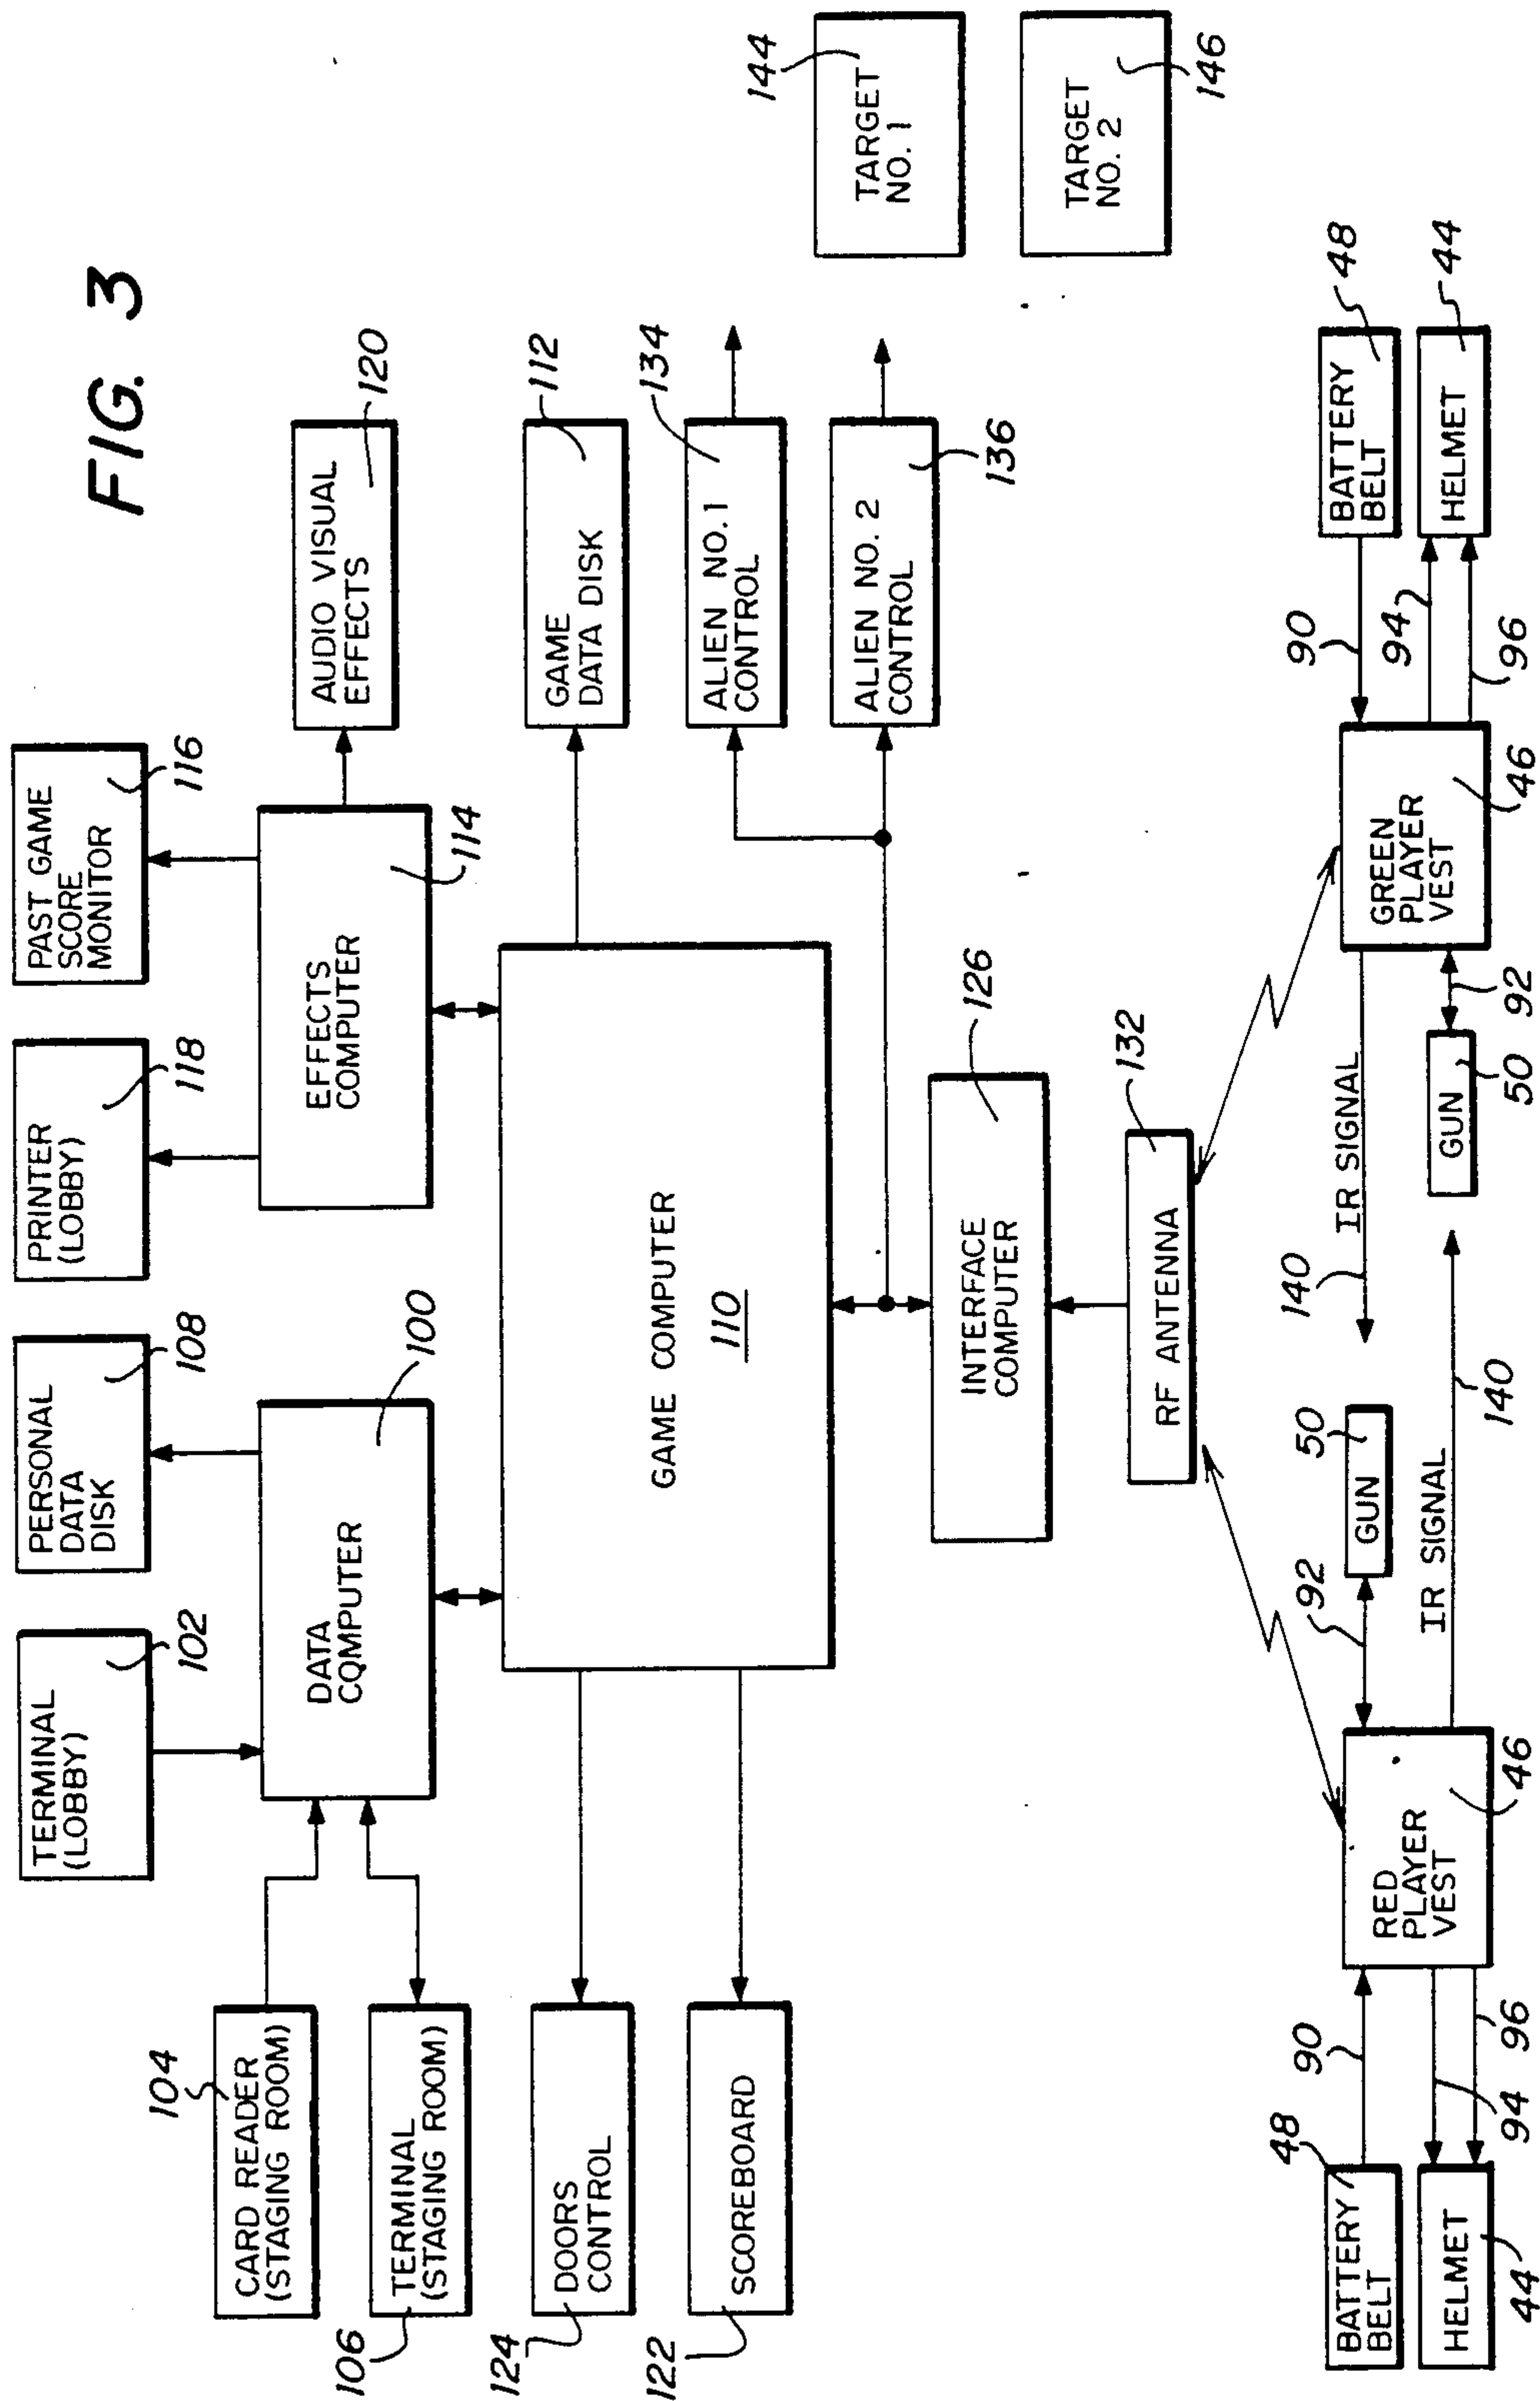 FIG. 3
TERMINAL
(LOBBY)
102
PERSONAL
DATA
DISK
108
PRINTER
(LOBBY)
118
PAST GAME
SCORE
MONITOR
116
104
CARD READER
(STAGING ROOM)
106
TERMINAL
(STAGING ROOM)
DATA
COMPUTER
100
EFFECTS
COMPUTER
114
AUDIO VISUAL
EFFECTS
120
124
DOORS
CONTROL
122
SCOREBOARD
GAME COMPUTER
110
GAME
DATA DISK
112
ALIEN NO. 1
CONTROL
134
ALIEN NO. 2
CONTROL
136
TARGET
NO. 1
144
TARGET
NO. 2
146
INTERFACE
COMPUTER
126
RF ANTENNA
132
BATTERY
BELT
48
90
HELMET
44
94
96
RED
PLAYER
VEST
46
92
GUN
50
IR SIGNAL
140
140
IR SIGNAL
GUN
50
92
GREEN
PLAYER
VEST
46
90
94
96
BATTERY
BELT
48
HELMET
44